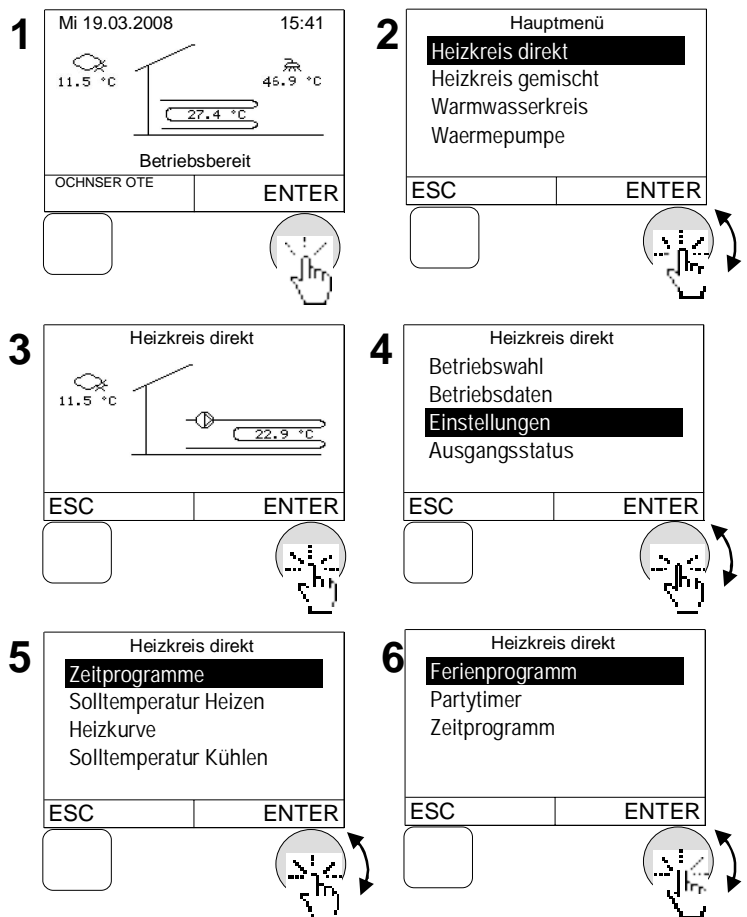 1
Mi 19.03.2008 15:41
11.5 °C
46.9 °C
27.4 °C
Betriebsbereit
OCHNSER OTE
ENTER
2
Hauptmenü
Heizkreis direkt
Heizkreis gemischt
Warmwasserkreis
Waermepumpe
ESC ENTER
3
Heizkreis direkt
11.5 °C
22.9 °C
ESC ENTER
4
Heizkreis direkt
Betriebswahl
Betriebsdaten
Einstellungen
Ausgangsstatus
ESC ENTER
5
Heizkreis direkt
Zeitprogramme
Solltemperatur Heizen
Heizkurve
Solltemperatur Kühlen
ESC ENTER
6
Heizkreis direkt
Ferienprogramm
Partytimer
Zeitprogramm
ESC ENTER